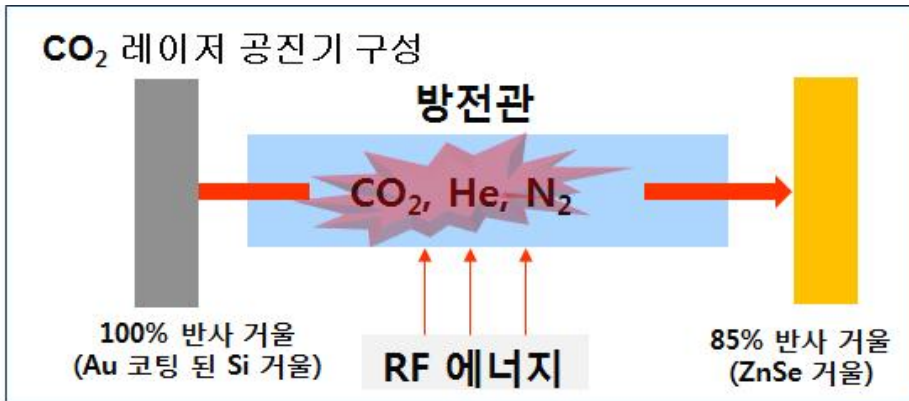 CO₂ 레이저 공진기 구성
방전관
CO₂, He, N₂
100% 반사 거울
(Au 코팅 된 Si 거울)
RF 에너지
85% 반사 거울
(ZnSe 거울)